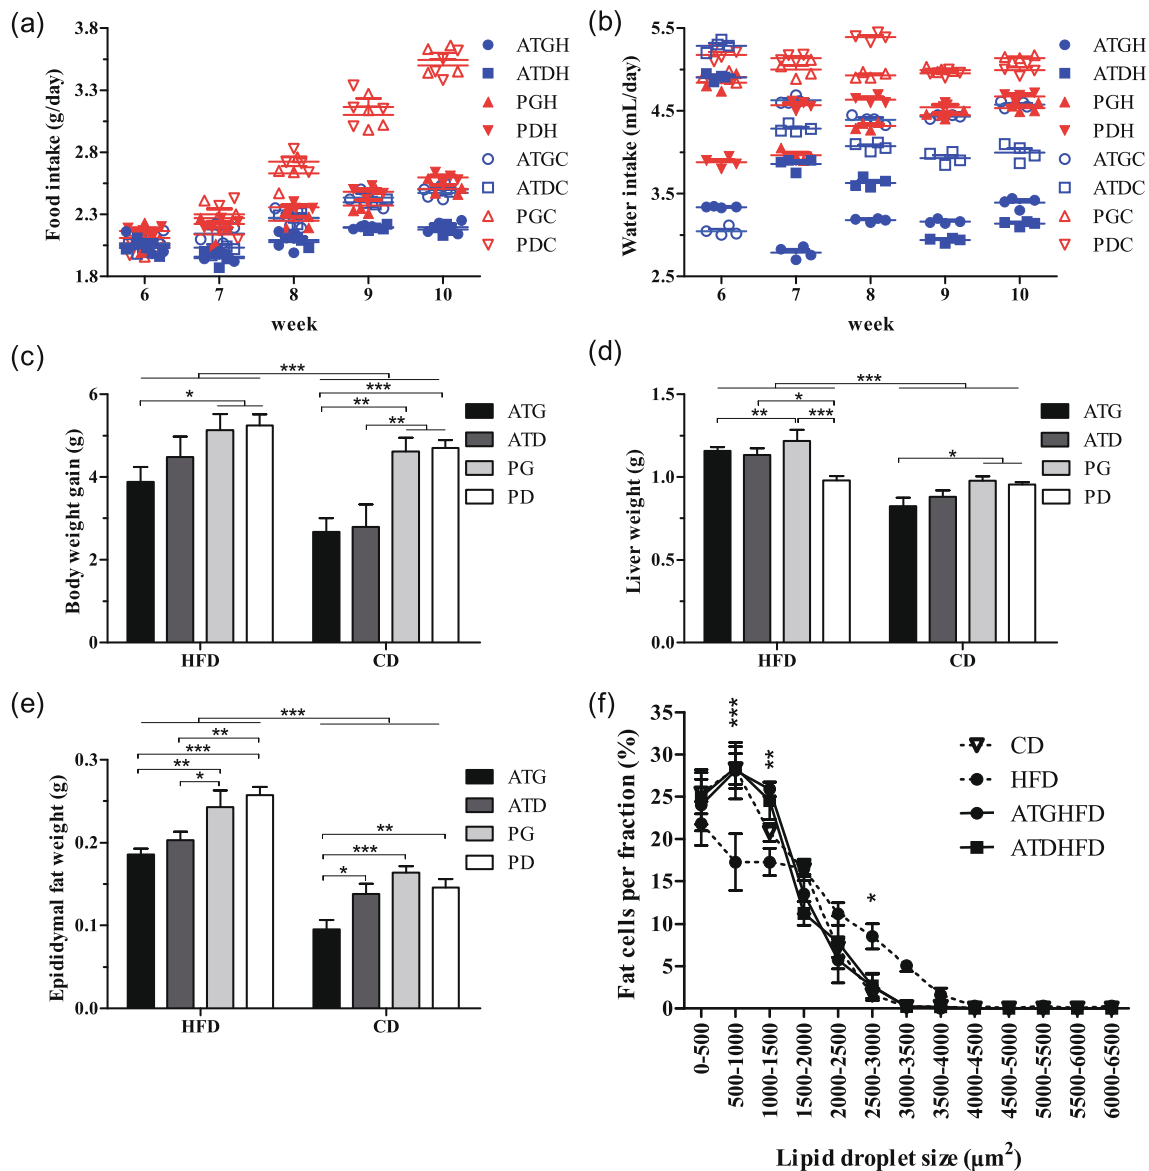 (a)
Food intake (g/day)
3.8
3.3
2.8
2.3
1.8
6 7 8 9 10
week
ATGH
ATDH
PGH
PDH
ATGC
ATDC
PGC
PDC
(b)
Water intake (mL/day)
5.5
4.5
3.5
2.5
6 7 8 9 10
week
ATGH
ATDH
PGH
PDH
ATGC
ATDC
PGC
PDC
(c)
Body weight gain (g)
6
4
2
0
*** 
*
***
**
**
HFD CD
ATG
ATD
PG
PD
(d)
Liver weight (g)
1.5
1.0
0.5
0.0
***
*
** ***
*
HFD CD
ATG
ATD
PG
PD
(e)
Epididymal fat weight (g)
0.3
0.2
0.1
0.0
***
**
***
**
*
**
***
*
HFD CD
ATG
ATD
PG
PD
(f)
Fat cells per fraction (%)
35
30
25
20
15
10
5
0
***
**
*
CD
HFD
ATGHFD
ATDHFD
0-500
500-1000
1000-1500
1500-2000
2000-2500
2500-3000
3000-3500
3500-4000
4000-4500
4500-5000
5000-5500
5500-6000
6000-6500
Lipid droplet size (μm²)